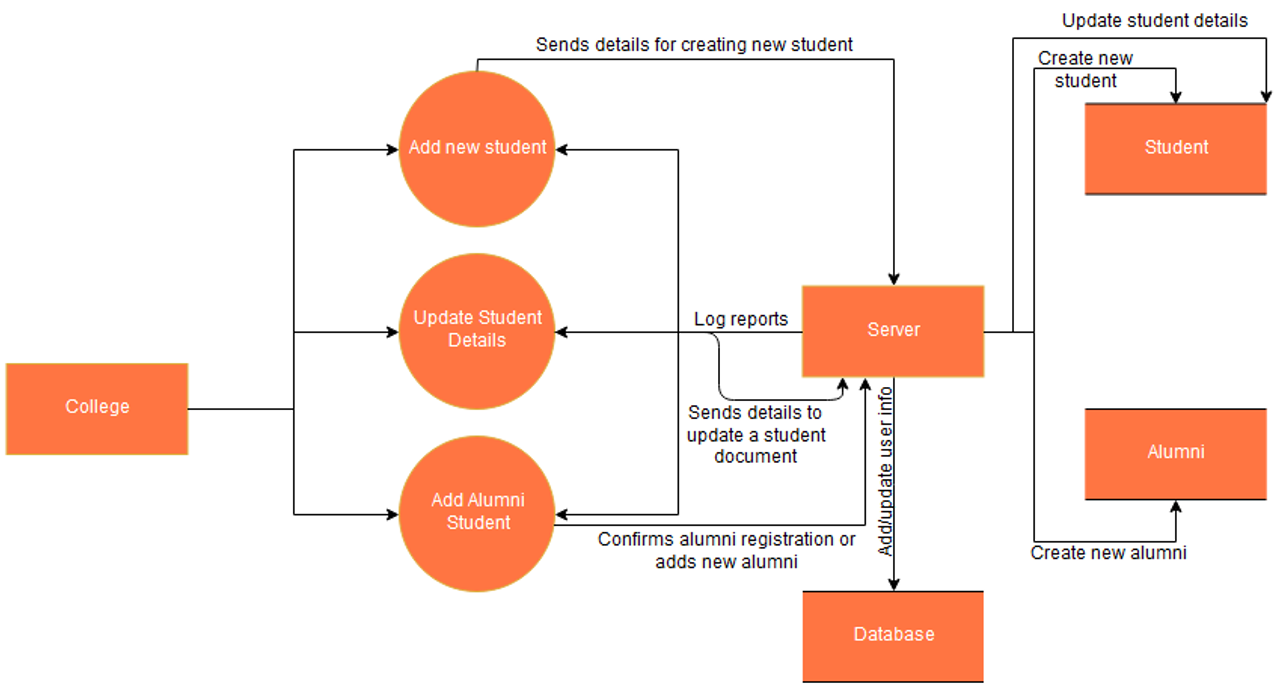 Update student details
Sends details for creating new student
Create new
student
Add new student
Student
Update Student
Details
Log reports
Server
College
Sends details to
update a student
document
Add/update user info
Alumni
Add Alumni
Student
Confirms alumni registration or
adds new alumni
Create new alumni
Database